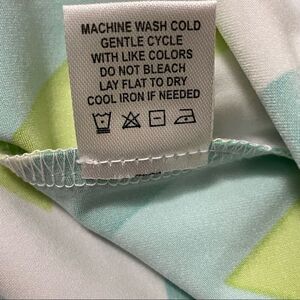 MACHINE WASH COLD
GENTLE CYCLE
WITH LIKE COLORS
DO NOT BLEACH
LAY FLAT TO DRY
COOL IRON IF NEEDED